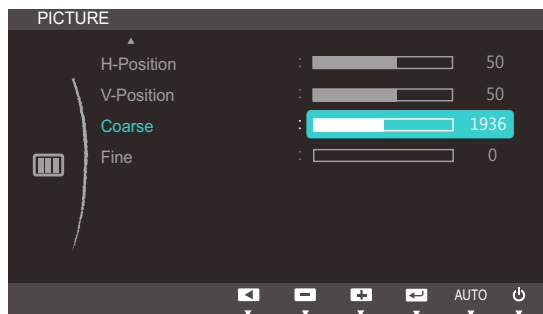 PICTURE
H-Position : 50
V-Position : 50
Coarse : 1936
Fine : 0
AUTO